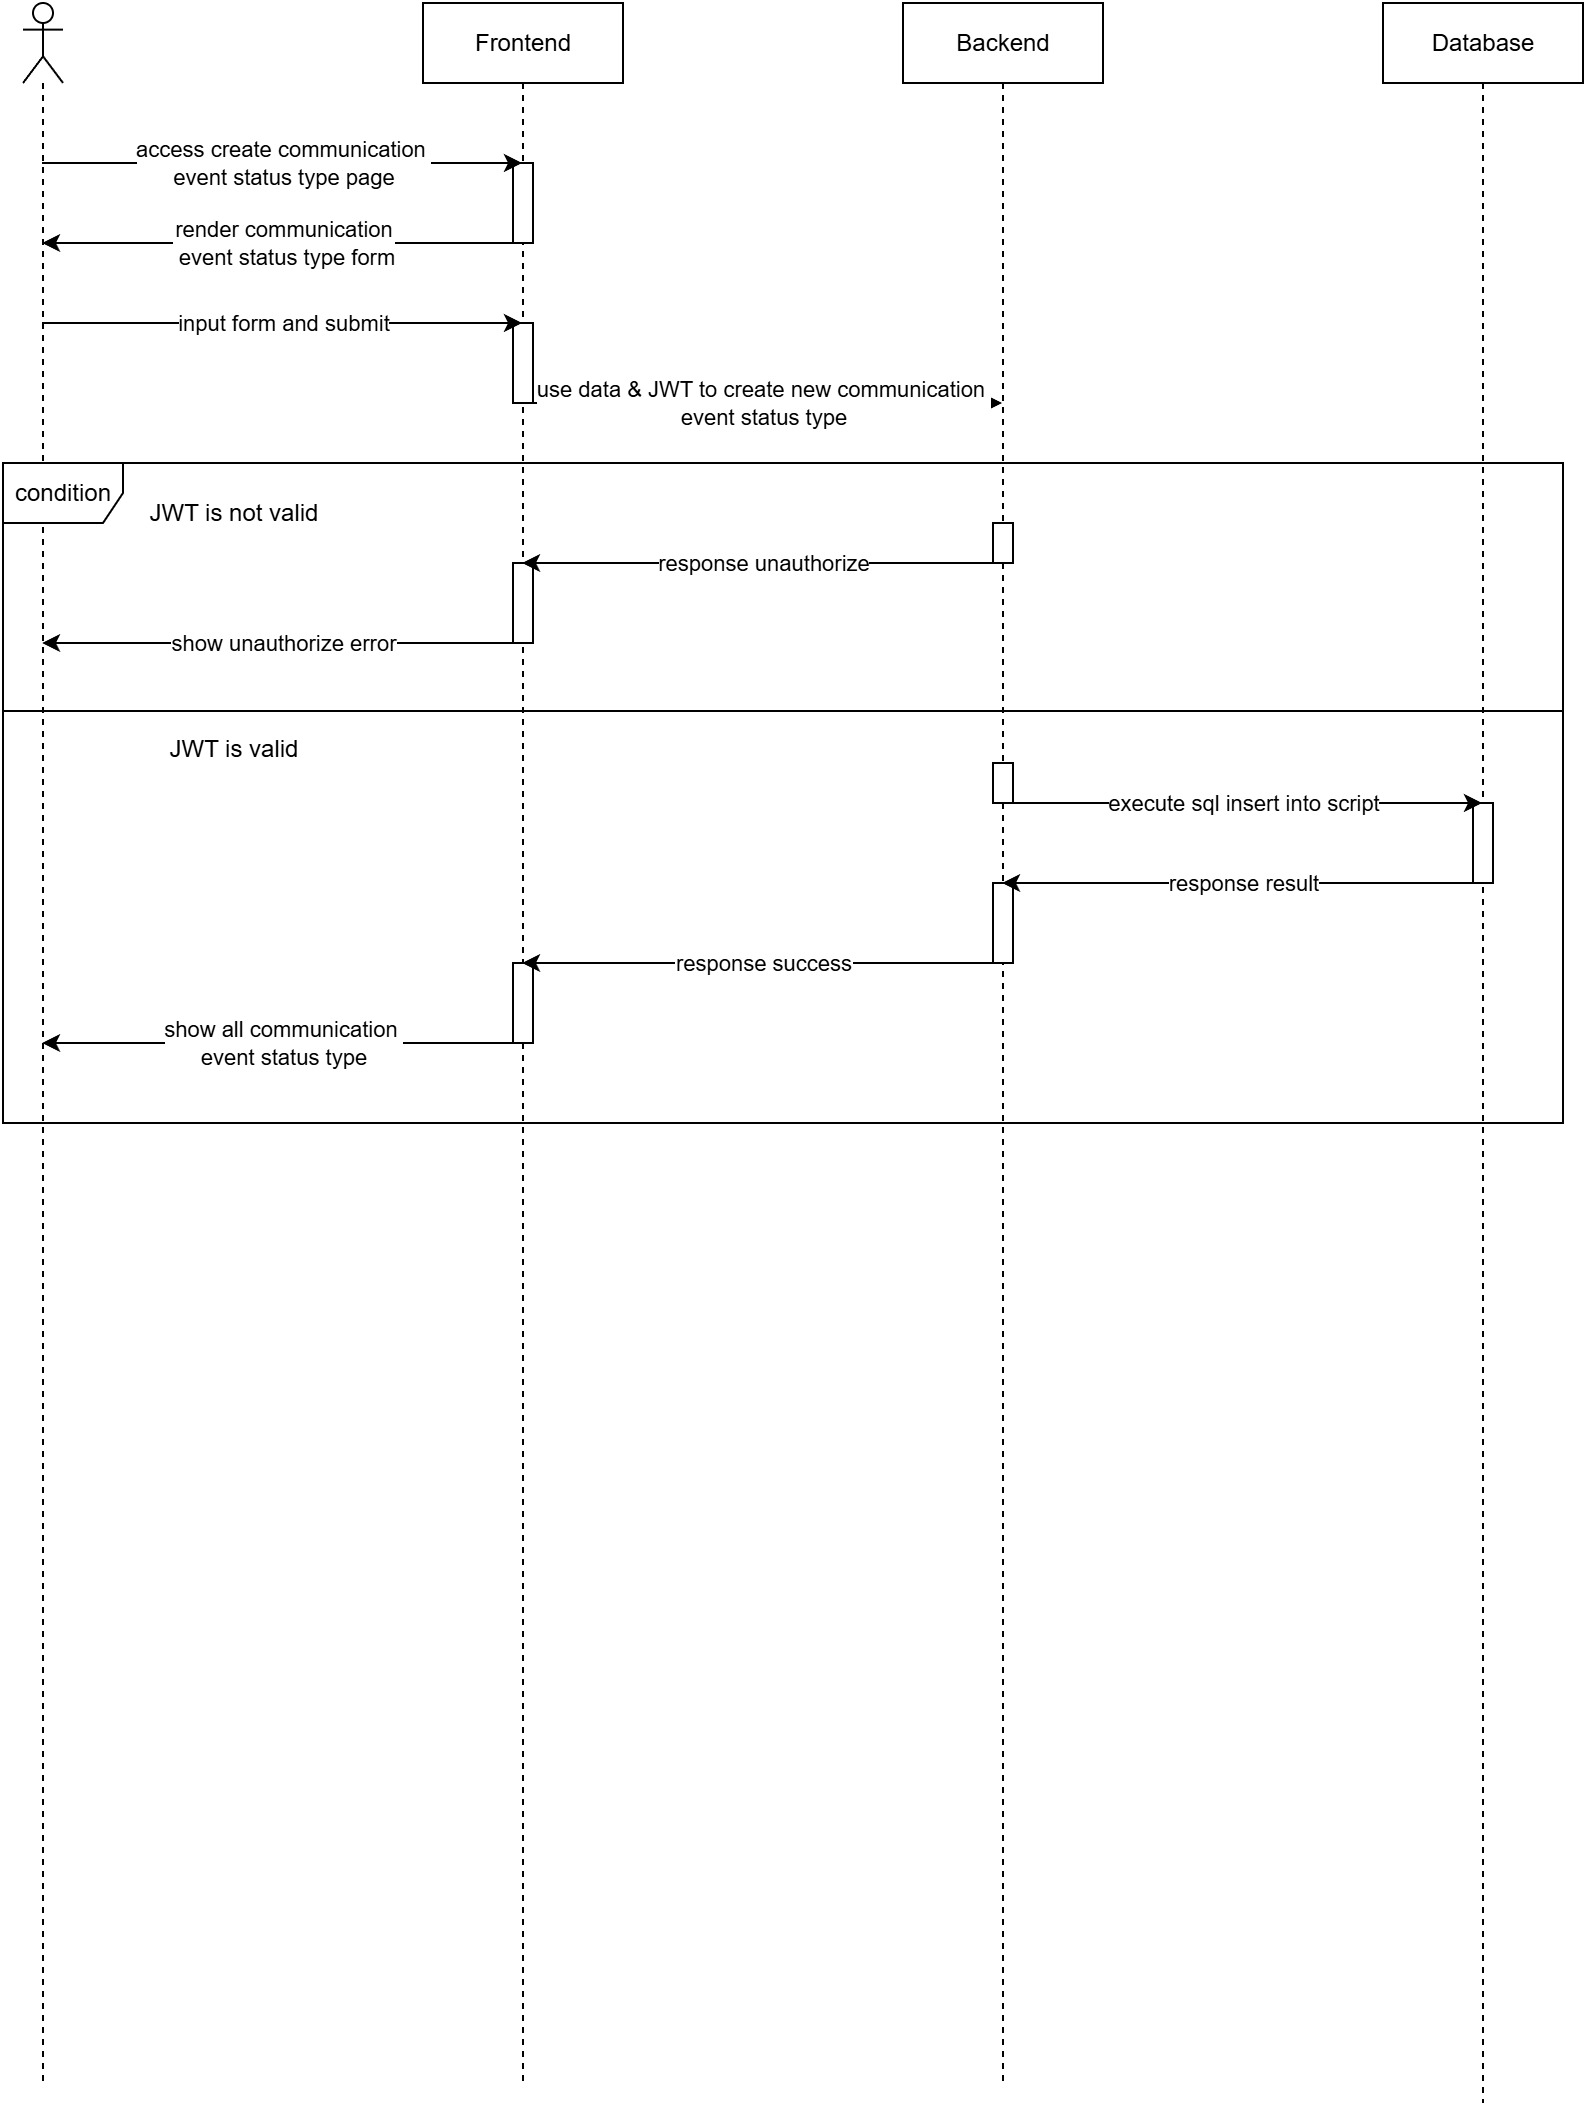 Frontend
Backend
Database
access create communication
event status type page
render communication
event status type form
input form and submit
use data & JWT to create new communication
event status type
condition
JWT is not valid
response unauthorize
show unauthorize error
JWT is valid
execute sql insert into script
response result
response success
show all communication
event status type